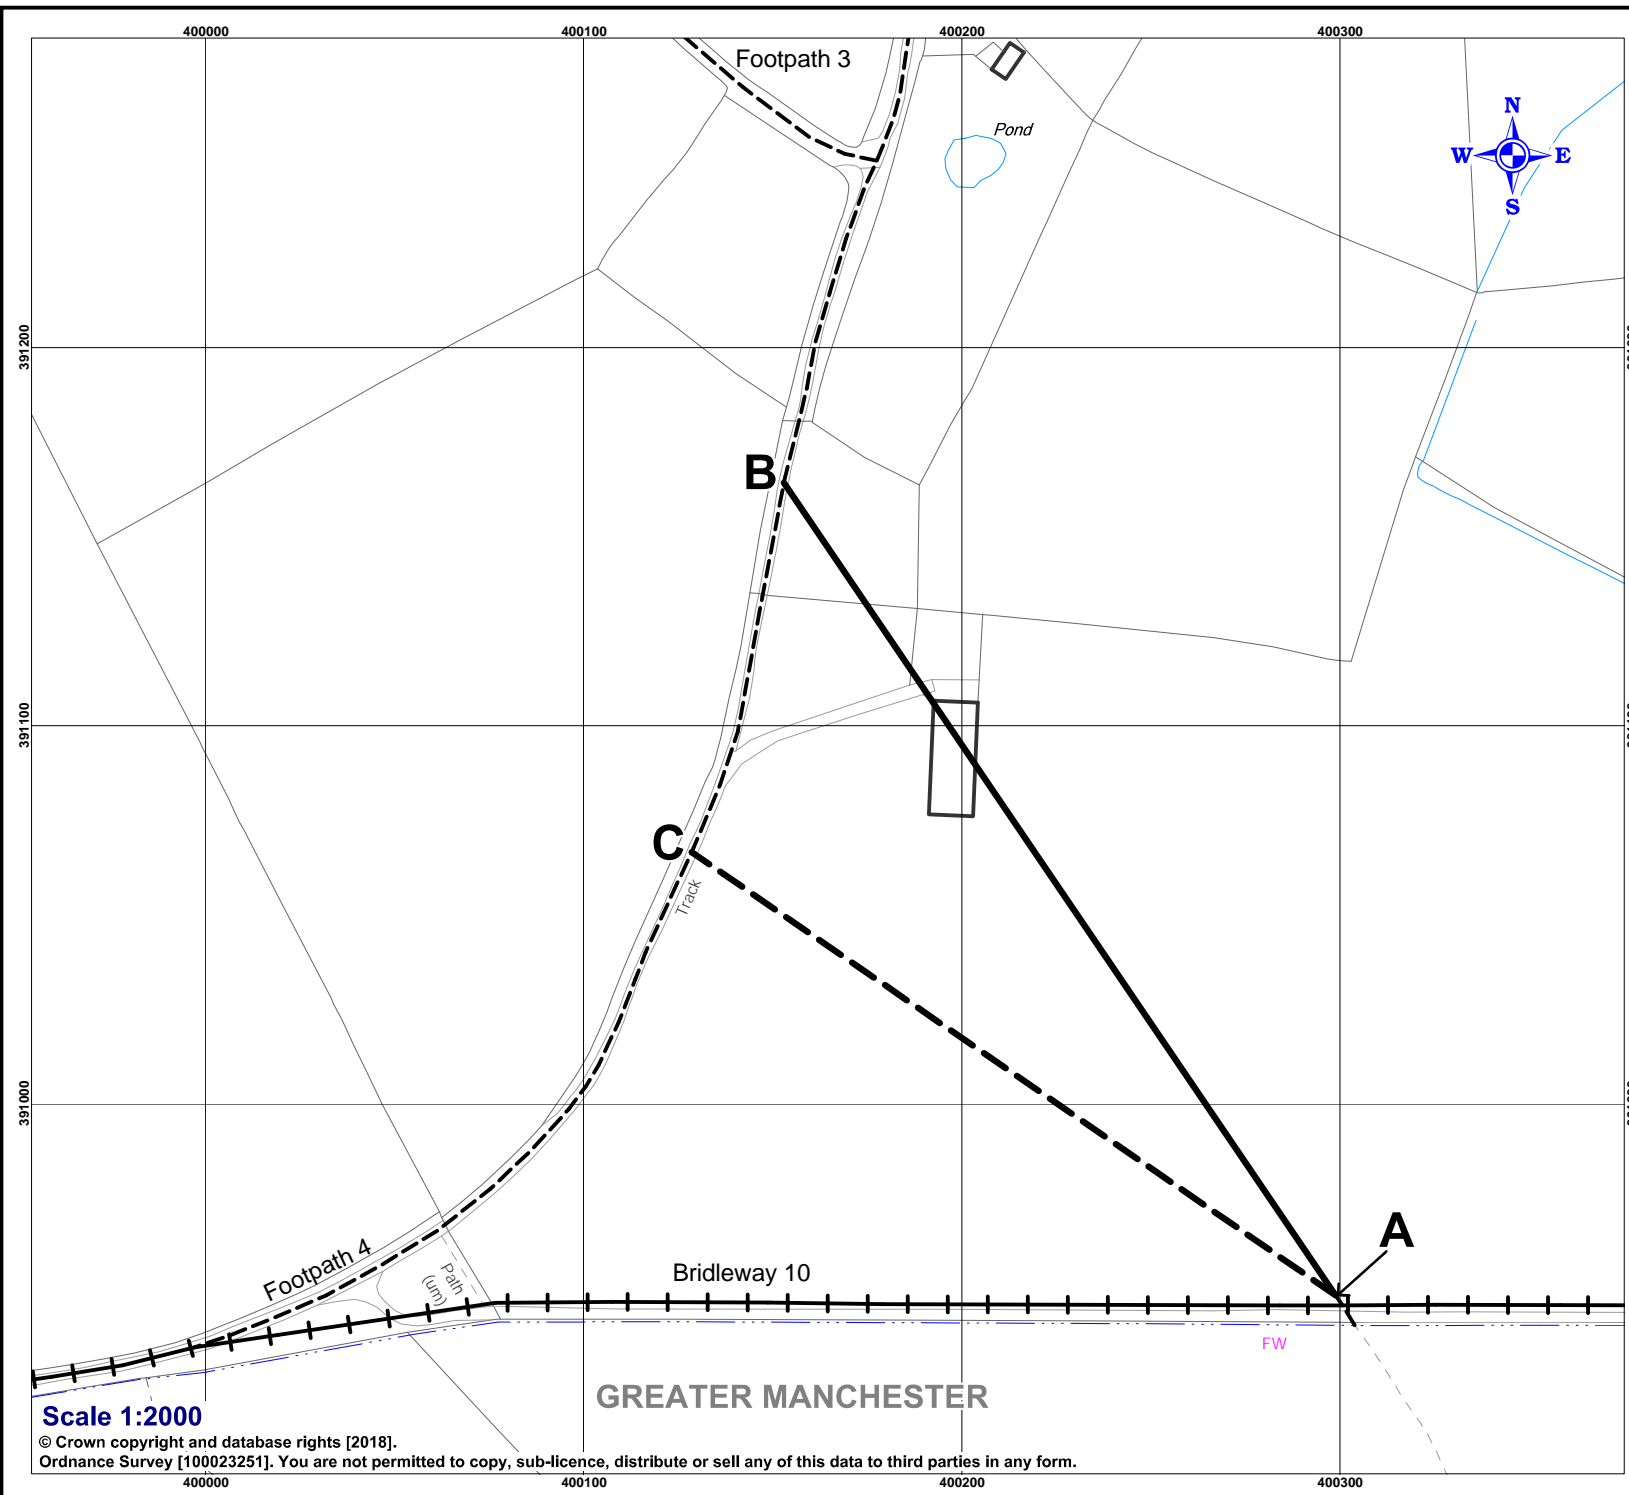 400000 400100 400200 400300
Footpath 3
Pond
N
W E
S
391200
B
391100
C
Track
391000
A
Footpath 4
Path
(um)
Bridleway 10
FW
GREATER MANCHESTER
Scale 1:2000
© Crown copyright and database rights [2018].
Ordnance Survey [100023251]. You are not permitted to copy, sub-licence, distribute or sell any of this data to third parties in any form.
400000 400100 400200 400300